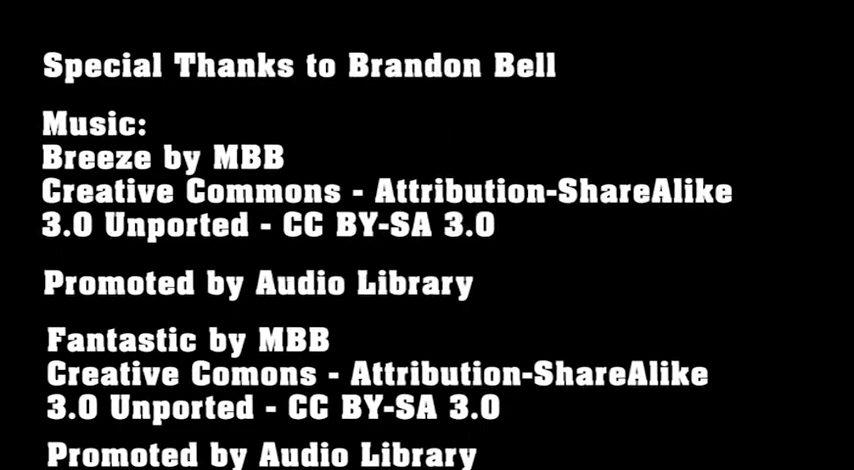 Special Thanks to Brandon Bell
Music:
Breeze by MBB
Creative Commons - Attribution-ShareAlike
3.0 Unported - CC BY-SA 3.0
Promoted by Audio Library
Fantastic by MBB
Creative Comons - Attribution-ShareAlike
3.0 Unported - CC BY-SA 3.0
Promoted by Audio Library